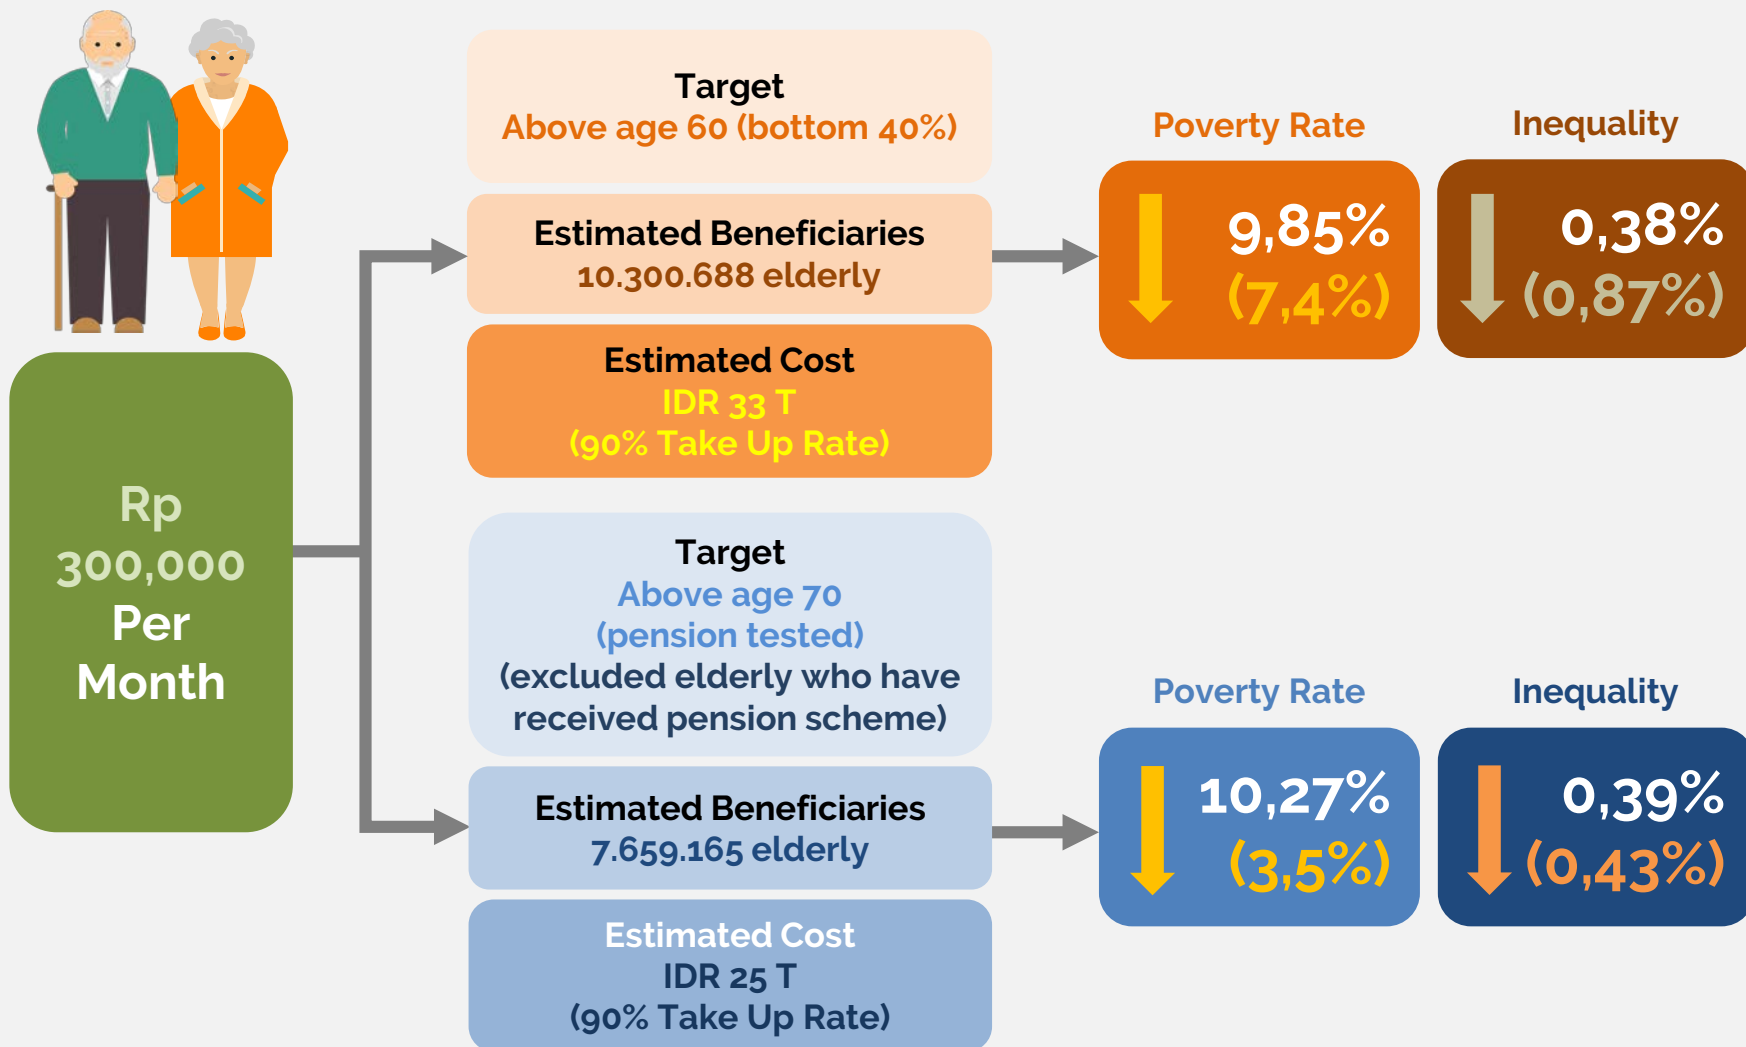 Rp
300,000
Per
Month
Target
Above age 60 (bottom 40%)
Estimated Beneficiaries
10.300.688 elderly
Estimated Cost
IDR 33 T
(90% Take Up Rate)
Poverty Rate
9,85%
(7,4%)
Inequality
0,38%
(0,87%)
Target
Above age 70
(pension tested)
(excluded elderly who have
received pension scheme)
Estimated Beneficiaries
7.659.165 elderly
Estimated Cost
IDR 25 T
(90% Take Up Rate)
Poverty Rate
10,27%
(3,5%)
Inequality
0,39%
(0,43%)